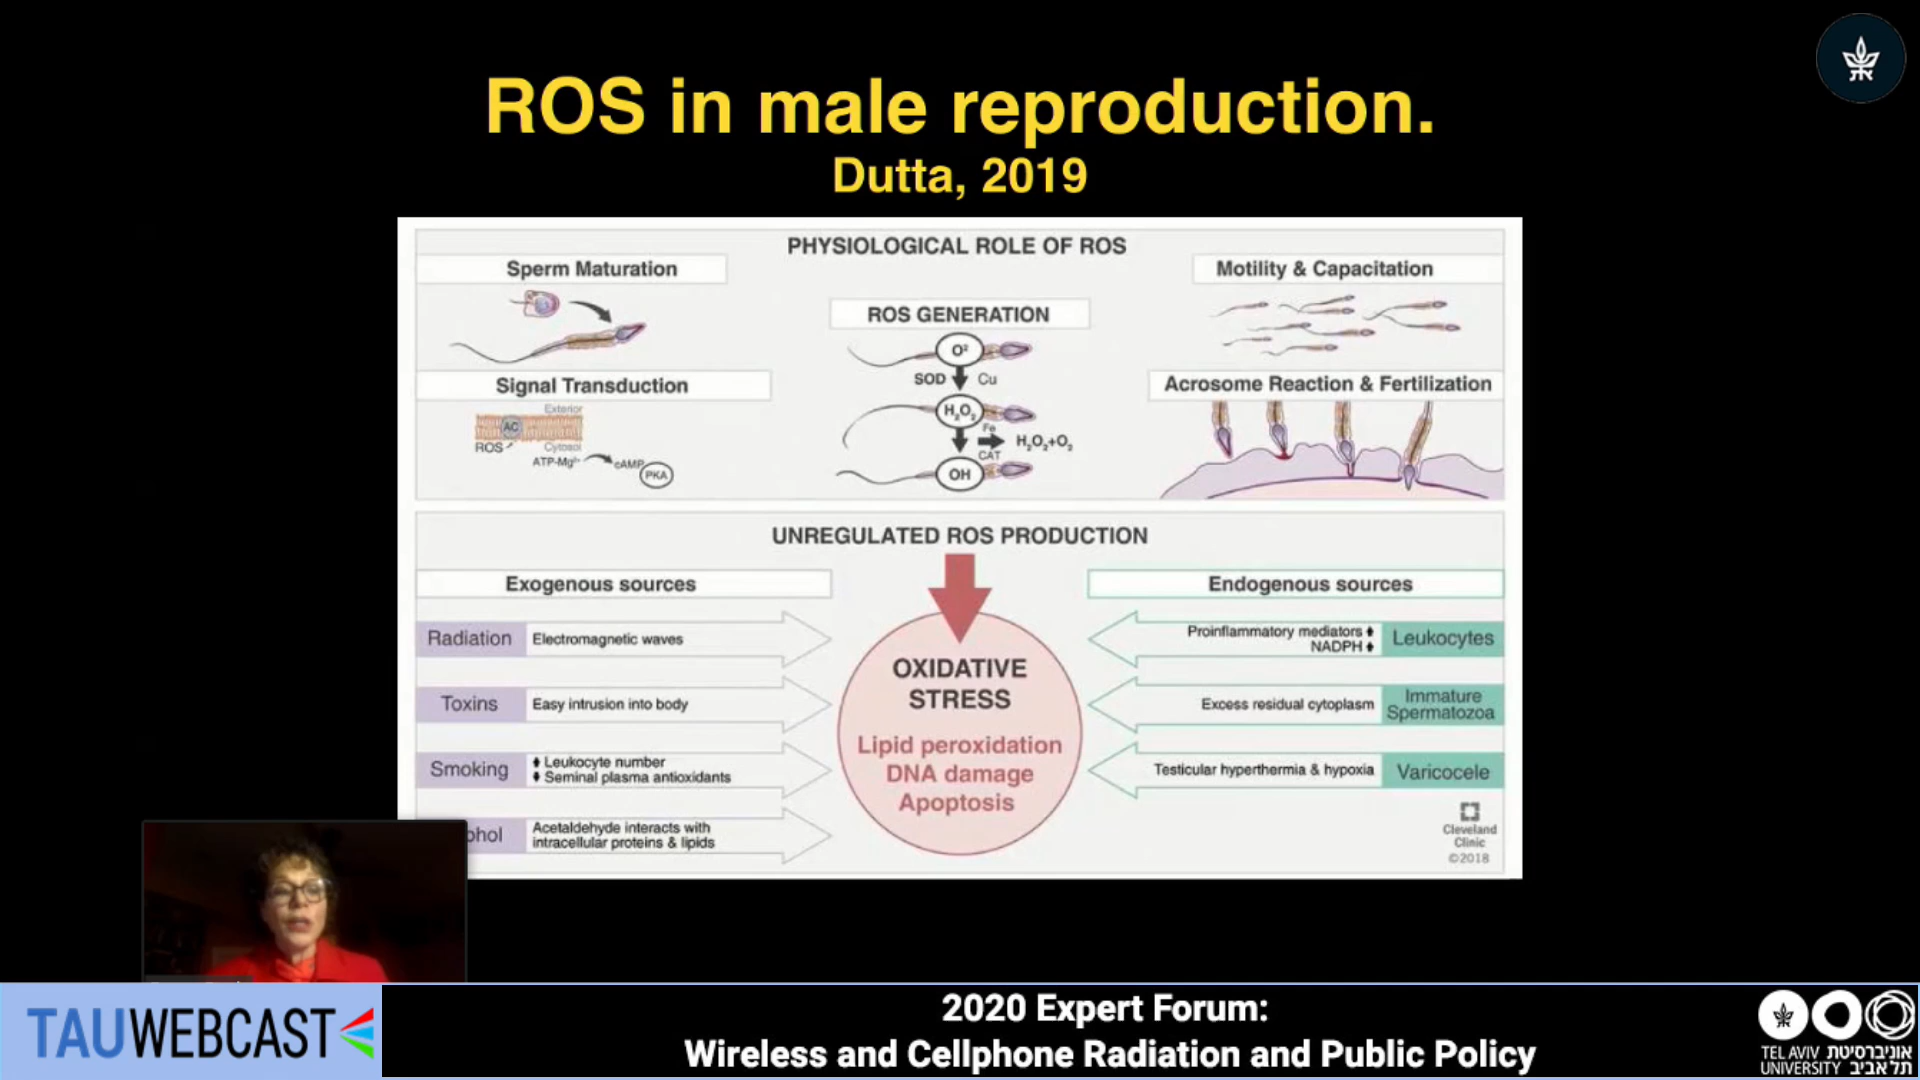 ROS in male reproduction.
Dutta, 2019
PHYSIOLOGICAL ROLE OF ROS
Sperm Maturation
Motility & Capacitation
ROS GENERATION
O²
SOD
Cu
Signal Transduction
Acrosome Reaction & Fertilization
Exterior
AC
ROS
Cytosol
ATP-Mg²⁺
cAMP
PKA
H₂O₂
Fe
H₂O₂+O₂
CAT
OH
UNREGULATED ROS PRODUCTION
Exogenous sources
Endogenous sources
Radiation
Electromagnetic waves
Toxins
Easy intrusion into body
Smoking
Leukocyte number
Seminal plasma antioxidants
ohol
Acetaldehyde interacts with
intracellular proteins & lipids
OXIDATIVE
STRESS
Lipid peroxidation
DNA damage
Apoptosis
Proinflammatory mediators
NADPH
Leukocytes
Excess residual cytoplasm
Immature
Spermatozoa
Testicular hyperthermia & hypoxia
Varicocele
Cleveland
Clinic
©2018
TAUWEBCAST
2020 Expert Forum:
Wireless and Cellphone Radiation and Public Policy
TEL AVIV אוניברסיטת
UNIVERSITY תל אביב